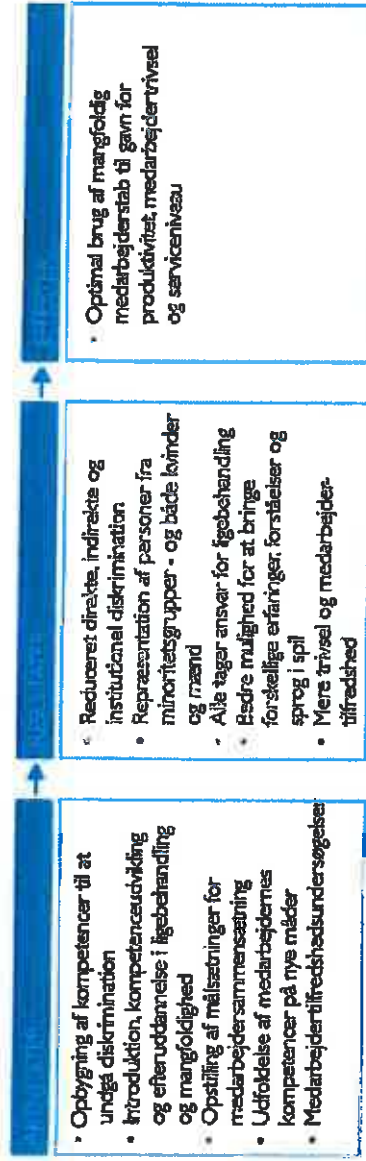 • Opbygning af kompetencer til at
undgå diskrimination
• Introduktion, kompetenceudvikling
og efteruddannelse i ligebehandling
og mangfoldighed
• Opstilling af målsætninger for
medarbejdersammensætning
• Udfoldelse af medarbejdernes
kompetencer på nye måder
• Medarbejdertilfredshedsundersøgelser
• Reduceret direkte, indirekte og
institutionel diskrimination
• Repræsentation af personer fra
minoritetsgrupper - og både kvinder
og mænd
• Alle tager ansvar for ligebehandling
• Bedre mulighed for at bringe
forskellige erfaringer, forståelser og
sprog i spil
• Mere trivsel og medarbejder-
tilfredshed
• Optimal brug af mangfoldig
medarbejderstab til gavn for
produktivitet, medarbejdertrivsel
og serviceniveau